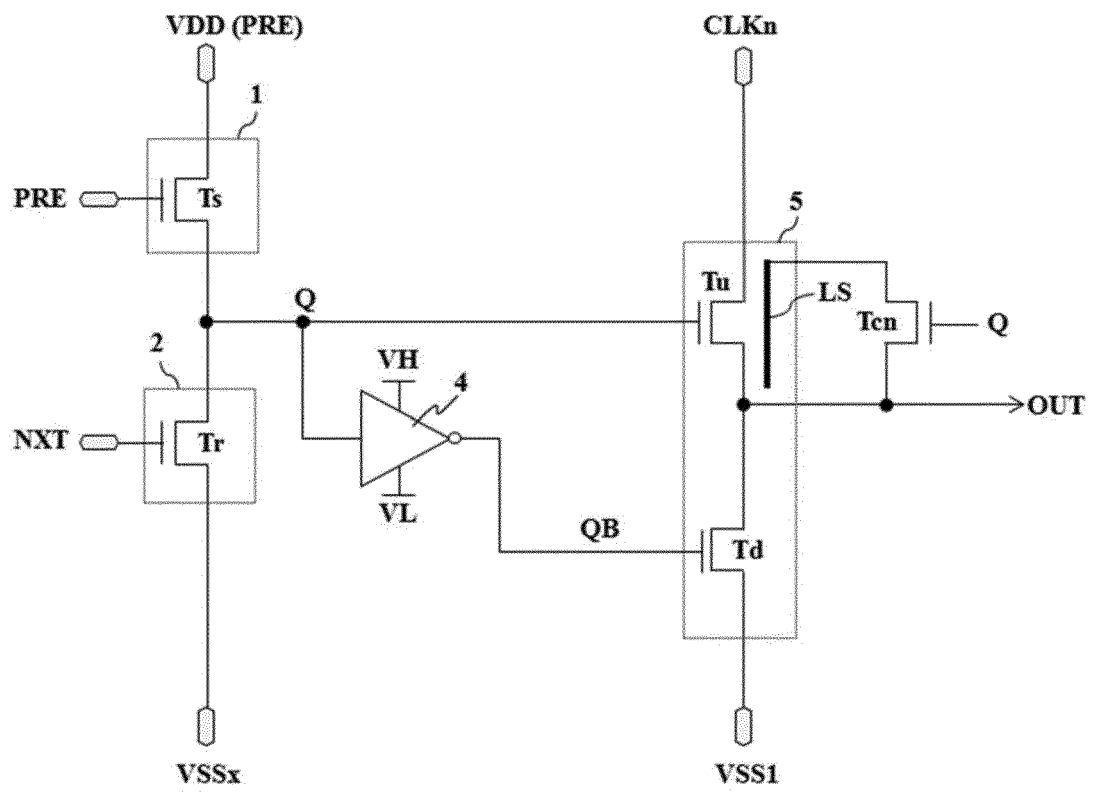 VDD (PRE)
CLKn
1
PRE
Ts
5
Q
Tu
LS
Tcn
Q
2
VH
4
OUT
NXT
Tr
VL
QB
Td
VSSx
VSS1